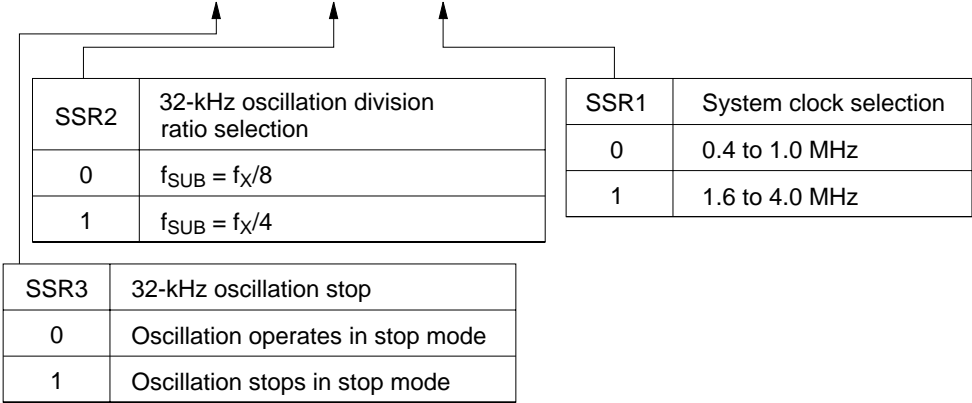 SSR2 32-kHz oscillation division
ratio selection
0 fSUB = fX/8
1 fSUB = fX/4
SSR1 System clock selection
0 0.4 to 1.0 MHz
1 1.6 to 4.0 MHz
SSR3 32-kHz oscillation stop
0 Oscillation operates in stop mode
1 Oscillation stops in stop mode